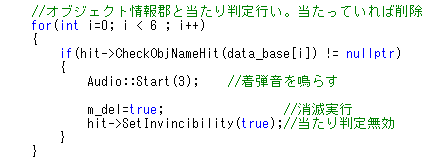 //オブジェクト情報郡と当たり判定行い。当たっていれば削除
for(int i=0; i < 6 ; i++)
{
    if(hit->CheckObjNameHit(data_base[i]) != nullptr)
    {
        Audio::Start(3);    //着弾音を鳴らす

        m_del=true;              //消滅実行
        hit->SetInvincibility(true);//当たり判定無効
    }
}